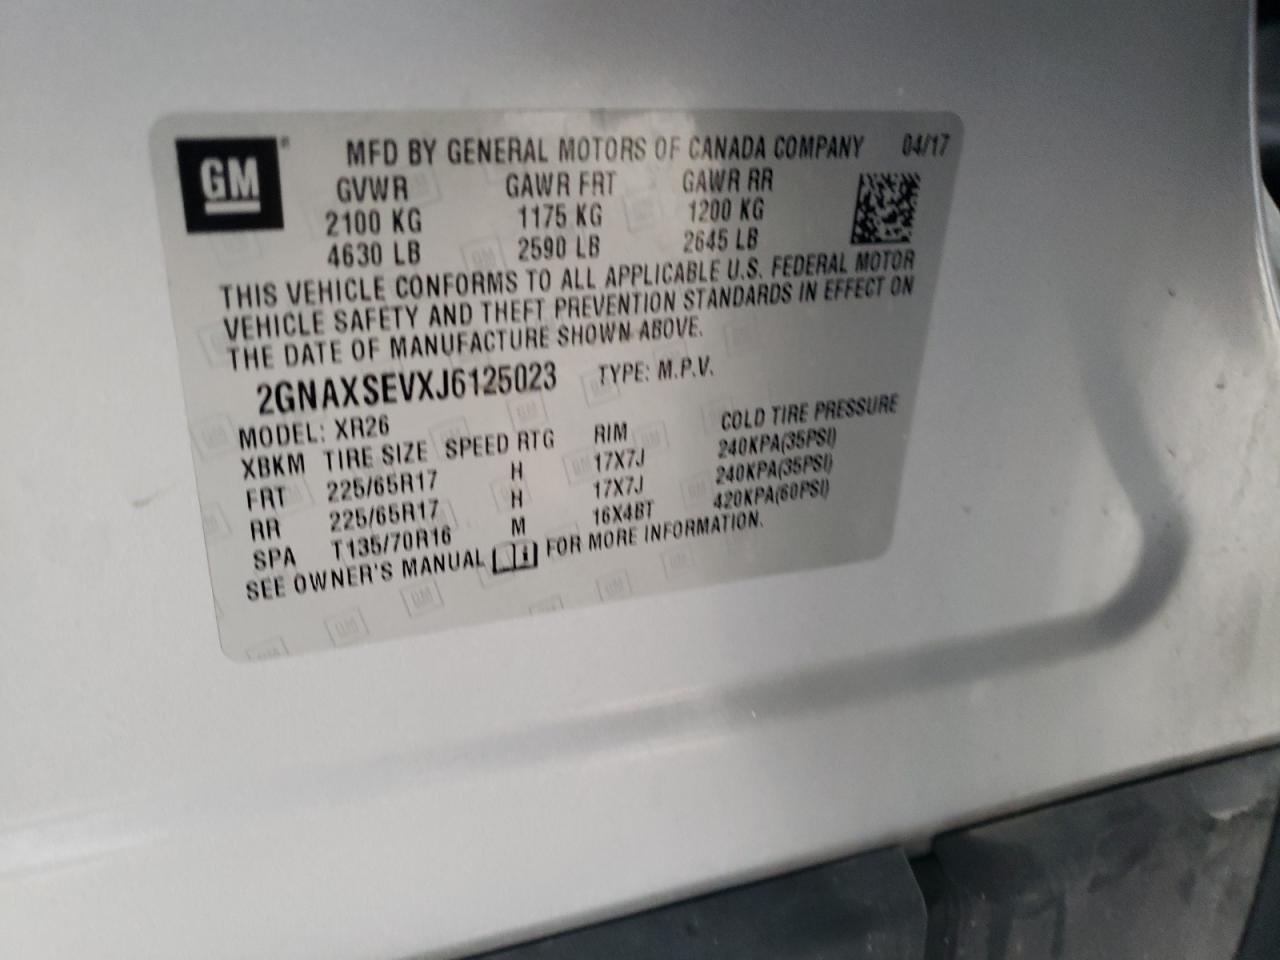 GM ® MFD BY GENERAL MOTORS OF CANADA COMPANY 04/17
GVWR GAWR FRT GAWR RR
2100 KG 1175 KG 1200 KG
4630 LB 2590 LB 2645 LB
THIS VEHICLE CONFORMS TO ALL APPLICABLE U.S. FEDERAL MOTOR
VEHICLE SAFETY AND THEFT PREVENTION STANDARDS IN EFFECT ON
THE DATE OF MANUFACTURE SHOWN ABOVE.
2GNAXSEVXJ6125023 TYPE: M.P.V.
MODEL: XR26
XBKM TIRE SIZE SPEED RTG RIM COLD TIRE PRESSURE
FRT 225/65R17 H 17X7J 240KPA(35PSI)
RR 225/65R17 H 17X7J 240KPA(35PSI)
SPA T135/70R16 M 16X4BT 420KPA(60PSI)
SEE OWNER'S MANUAL FOR MORE INFORMATION.